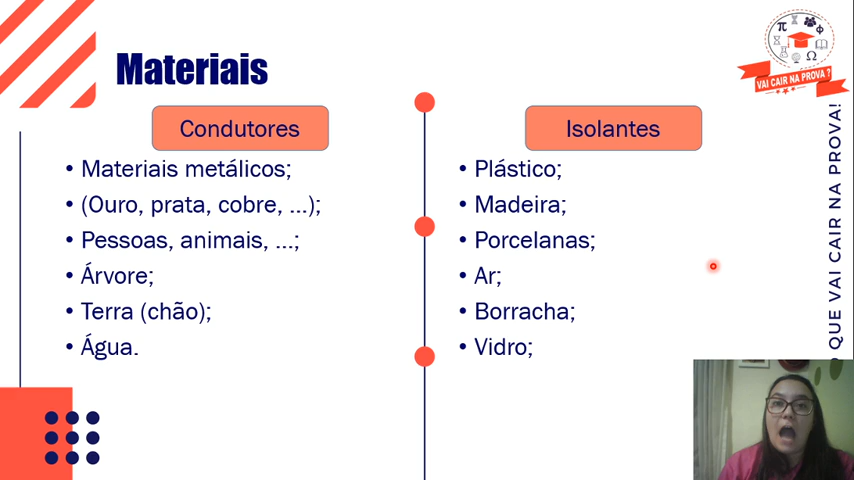 Materiais
Condutores
• Materiais metálicos;
• (Ouro, prata, cobre, ...);
• Pessoas, animais, ...;
• Árvore;
• Terra (chão);
• Água.
Isolantes
• Plástico;
• Madeira;
• Porcelanas;
• Ar;
• Borracha;
• Vidro;
VAI CAIR NA PROVA ?
O QUE VAI CAIR NA PROVA!